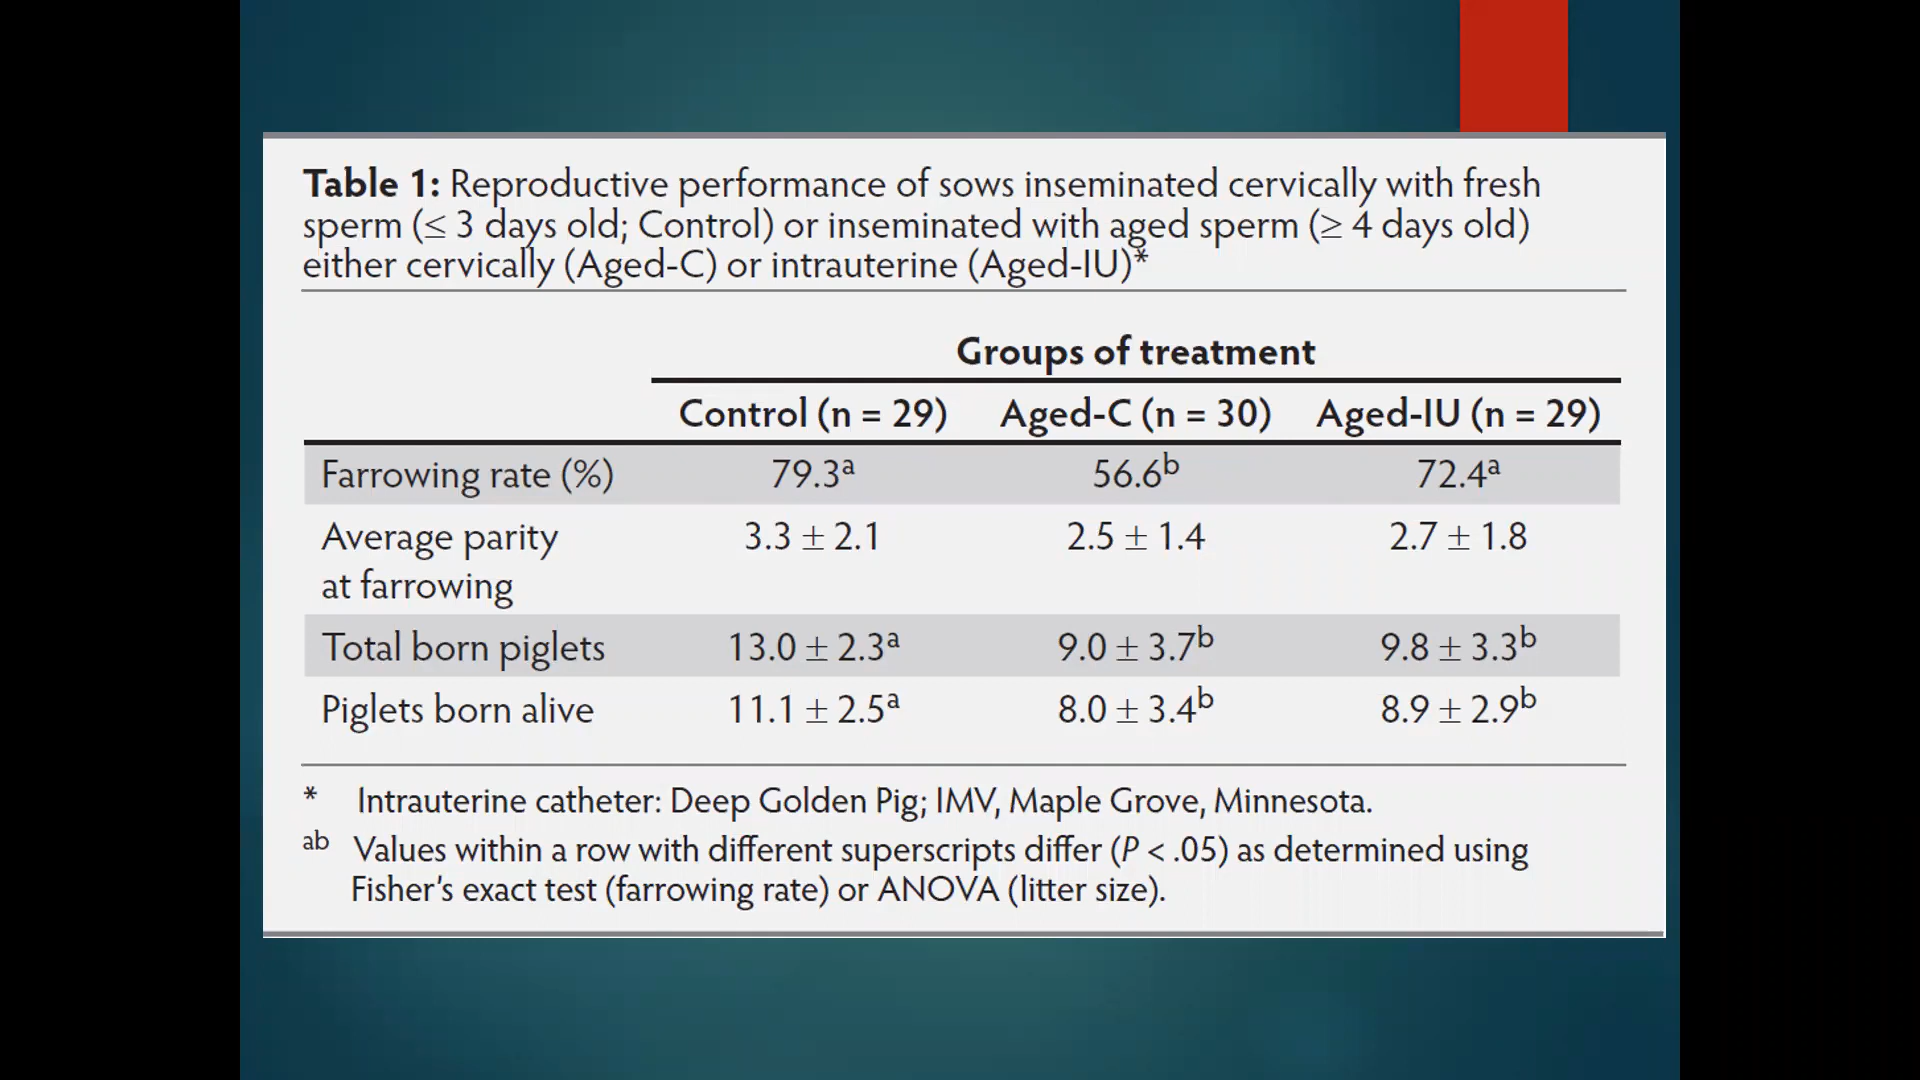 Table 1: Reproductive performance of sows inseminated cervically with fresh
sperm (≤ 3 days old; Control) or inseminated with aged sperm (≥ 4 days old)
either cervically (Aged-C) or intrauterine (Aged-IU)*
Groups of treatment
Control (n = 29) Aged-C (n = 30) Aged-IU (n = 29)
Farrowing rate (%) 79.3ᵃ 56.6ᵇ 72.4ᵃ
Average parity 3.3 ± 2.1 2.5 ± 1.4 2.7 ± 1.8
at farrowing
Total born piglets 13.0 ± 2.3ᵃ 9.0 ± 3.7ᵇ 9.8 ± 3.3ᵇ
Piglets born alive 11.1 ± 2.5ᵃ 8.0 ± 3.4ᵇ 8.9 ± 2.9ᵇ
* Intrauterine catheter: Deep Golden Pig; IMV, Maple Grove, Minnesota.
ᵃᵇ Values within a row with different superscripts differ (P < .05) as determined using
Fisher’s exact test (farrowing rate) or ANOVA (litter size).